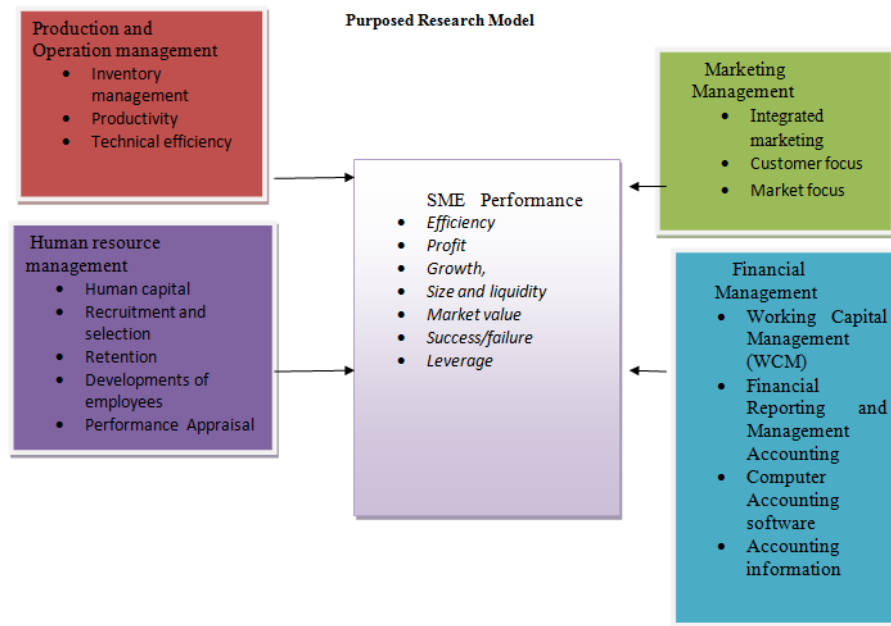 Purposed Research Model
Production and
Operation management
• Inventory
management
• Productivity
• Technical efficiency
Human resource
management
• Human capital
• Recruitment and
selection
• Retention
• Developments of
employees
• Performance Appraisal
SME Performance
• Efficiency
• Profit
• Growth,
• Size and liquidity
• Market value
• Success/failure
• Leverage
Marketing
Management
• Integrated
marketing
• Customer focus
• Market focus
Financial
Management
• Working Capital
Management
(WCM)
• Financial
Reporting and
Management
Accounting
• Computer
Accounting
software
• Accounting
information